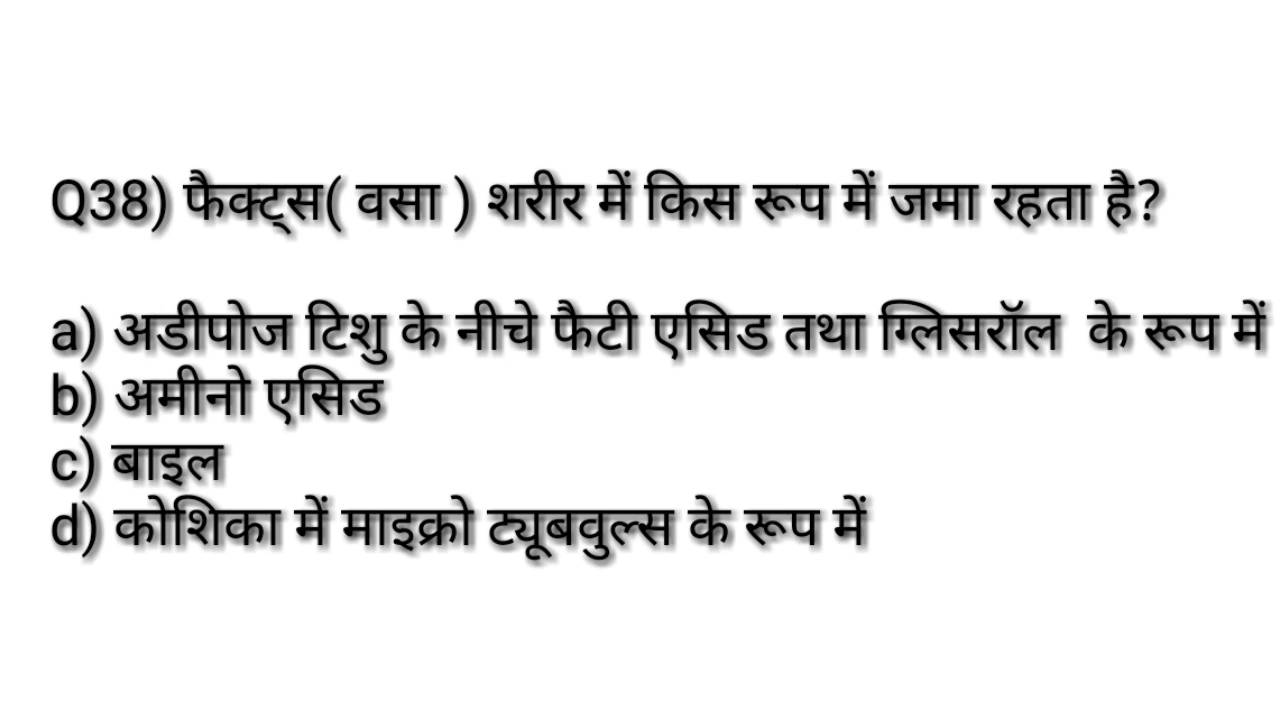 Q38) फैक्ट्स( वसा ) शरीर में किस रूप में जमा रहता है?
a) अडीपोज टिशु के नीचे फैटी एसिड तथा ग्लिसरॉल के रूप में
b) अमीनो एसिड
c) बाइल
d) कोशिका में माइक्रो ट्यूबवुल्स के रूप में